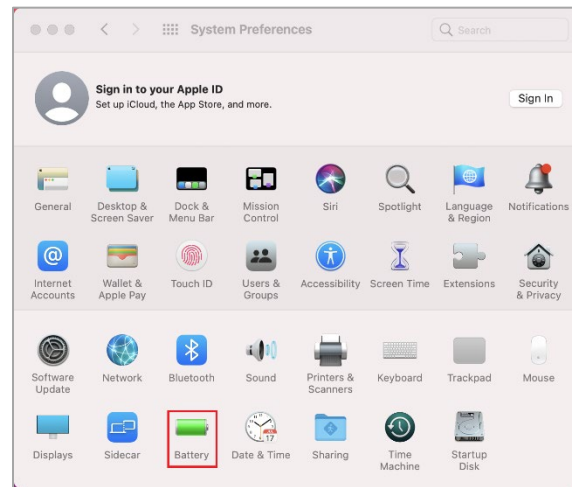 System Preferences
Search
Sign in to your Apple ID
Set up iCloud, the App Store, and more.
Sign In
General
Desktop &
Screen Saver
Dock &
Menu Bar
Mission
Control
Siri
Spotlight
Language
& Region
Notifications
Internet
Accounts
Wallet &
Apple Pay
Touch ID
Users &
Groups
Accessibility
Screen Time
Extensions
Security
& Privacy
Software
Update
Network
Bluetooth
Sound
Printers &
Scanners
Keyboard
Trackpad
Mouse
Displays
Sidecar
Battery
17
Date & Time
Sharing
Time
Machine
Startup
Disk